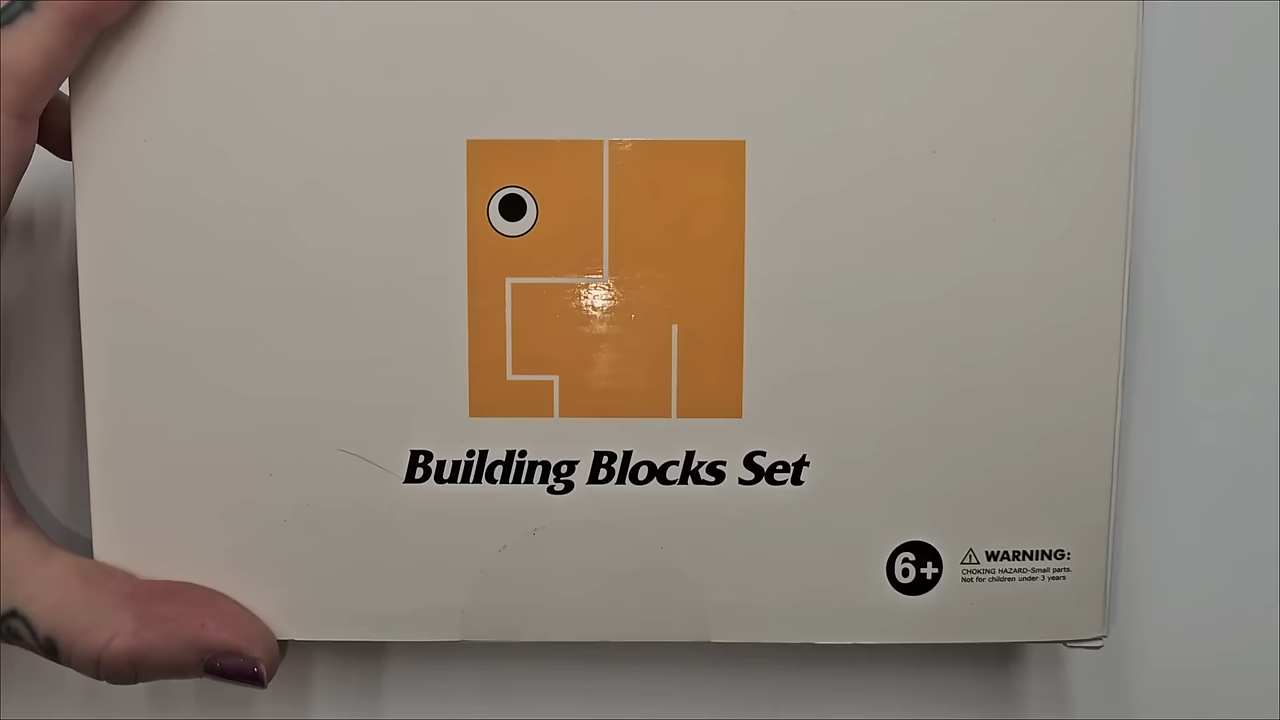 Building Blocks Set
6+
WARNING:
CHOKING HAZARD-Small parts.
Not for children under 3 years